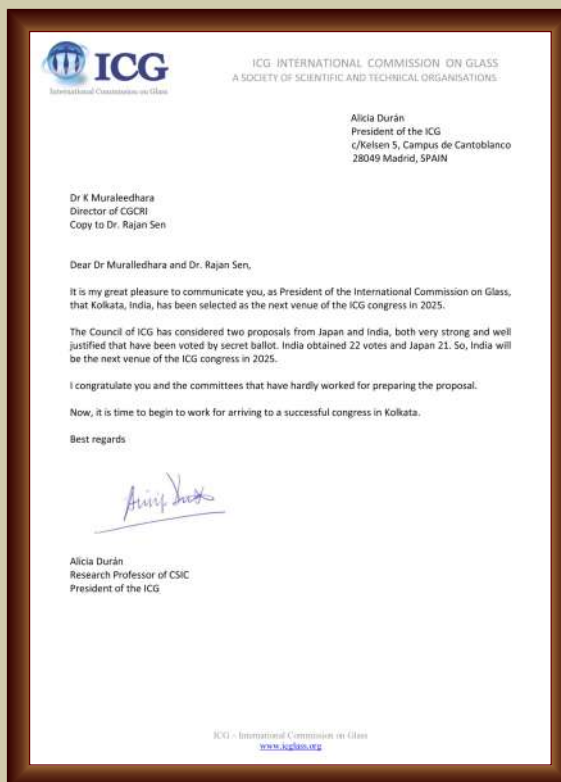 ICG
International Commission on Glass
ICG INTERNATIONAL COMMISSION ON GLASS
A SOCIETY OF SCIENTIFIC AND TECHNICAL ORGANISATIONS
Alicia Durán
President of the ICG
c/Kelsen 5, Campus de Cantoblanco
28049 Madrid, SPAIN
Dr K Muraleedhara
Director of CGCRI
Copy to Dr. Rajan Sen
Dear Dr Muralledhara and Dr. Rajan Sen,
It is my great pleasure to communicate you, as President of the International Commission on Glass,
that Kolkata, India, has been selected as the next venue of the ICG congress in 2025.
The Council of ICG has considered two proposals from Japan and India, both very strong and well
justified that have been voted by secret ballot. India obtained 22 votes and Japan 21. So, India will
be the next venue of the ICG congress in 2025.
I congratulate you and the committees that have hardly worked for preparing the proposal.
Now, it is time to begin to work for arriving to a successful congress in Kolkata.
Best regards
Alicia Durán
Research Professor of CSIC
President of the ICG
ICG – International Commission on Glass
www.icglass.org